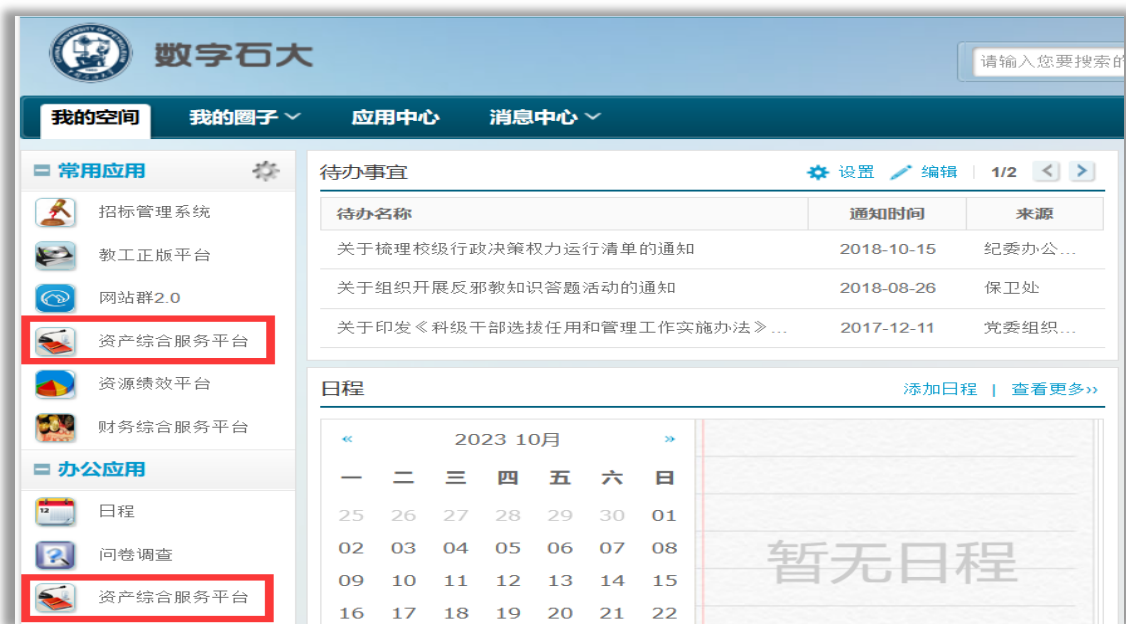 数字石大
请输入您要搜索的
我的空间 我的圈子 应用中心 消息中心
常用应用
招标管理系统
教工正版平台
网站群2.0
资产综合服务平台
资源绩效平台
财务综合服务平台
办公应用
日程
问卷调查
资产综合服务平台
待办事宜 设置 编辑 1/2 < >
待办名称 通知时间 来源
关于梳理校级行政决策权力运行清单的通知 2018-10-15 纪委办公...
关于组织开展反邪教知识答题活动的通知 2018-08-26 保卫处
关于印发《科级干部选拔任用和管理工作实施办法》... 2017-12-11 党委组织...
日程 添加日程 | 查看更多››
« 2023 10月 »
一 二 三 四 五 六 日
25 26 27 28 29 30 01
02 03 04 05 06 07 08
09 10 11 12 13 14 15
16 17 18 19 20 21 22
暂无日程